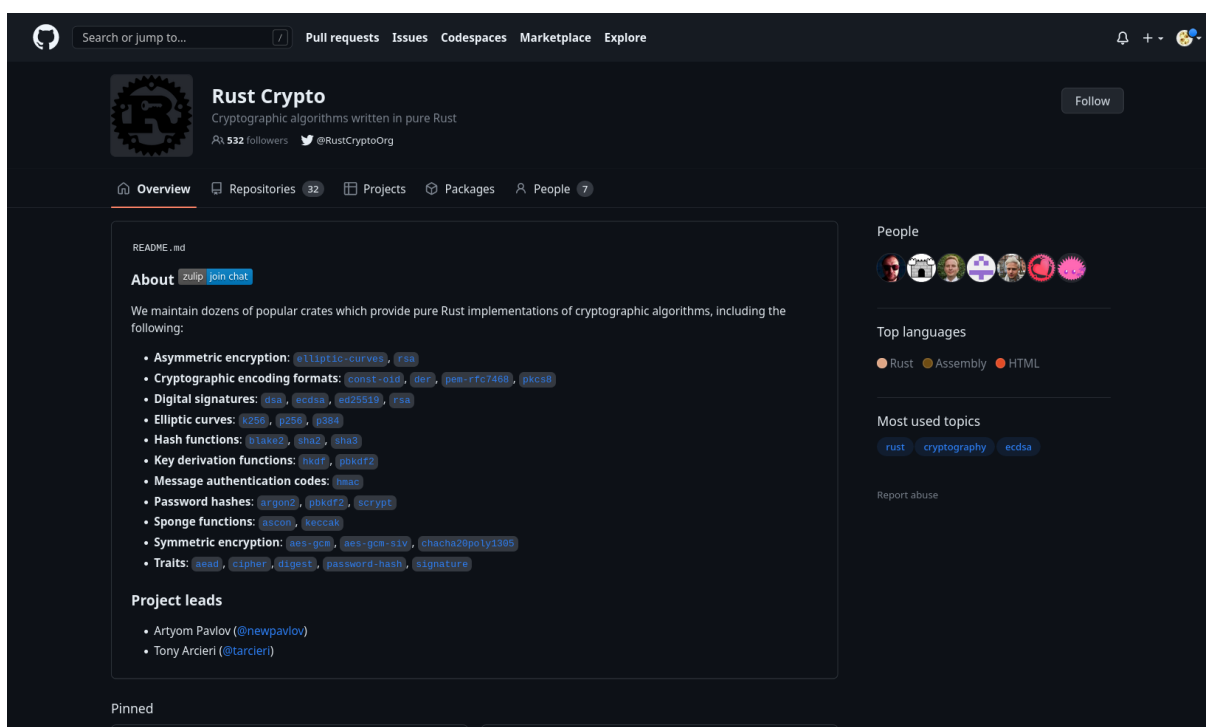 Search or jump to... / Pull requests Issues Codespaces Marketplace Explore
Rust Crypto
Cryptographic algorithms written in pure Rust
532 followers @RustCryptoOrg
Follow
Overview Repositories 32 Projects Packages People 7
README.md
About zulip join chat
We maintain dozens of popular crates which provide pure Rust implementations of cryptographic algorithms, including the
following:
• Asymmetric encryption: elliptic-curves, rsa
• Cryptographic encoding formats: const-oid, der, pem-rfc7468, pkcs8
• Digital signatures: dsa, ecdsa, ed25519, rsa
• Elliptic curves: k256, p256, p384
• Hash functions: blake2, sha2, sha3
• Key derivation functions: hkdf, pbkdf2
• Message authentication codes: hmac
• Password hashes: argon2, pbkdf2, scrypt
• Sponge functions: ascon, keccak
• Symmetric encryption: aes-gcm, aes-gcm-siv, chacha20poly1305
• Traits: aead, cipher, digest, password-hash, signature
Project leads
• Artyom Pavlov (@newpavlov)
• Tony Arcieri (@tarcieri)
Pinned
People
Top languages
Rust Assembly HTML
Most used topics
rust cryptography ecdsa
Report abuse